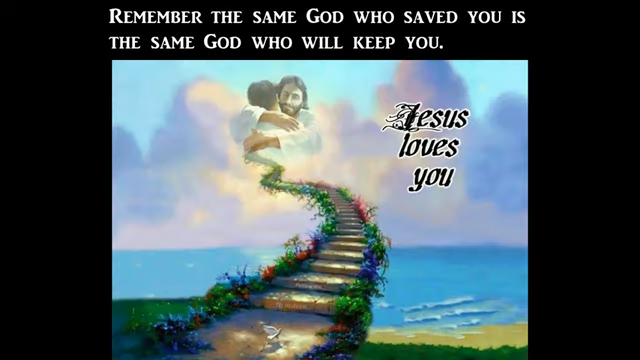 Remember the same God who saved you is
the same God who will keep you.
Jesus
loves
you